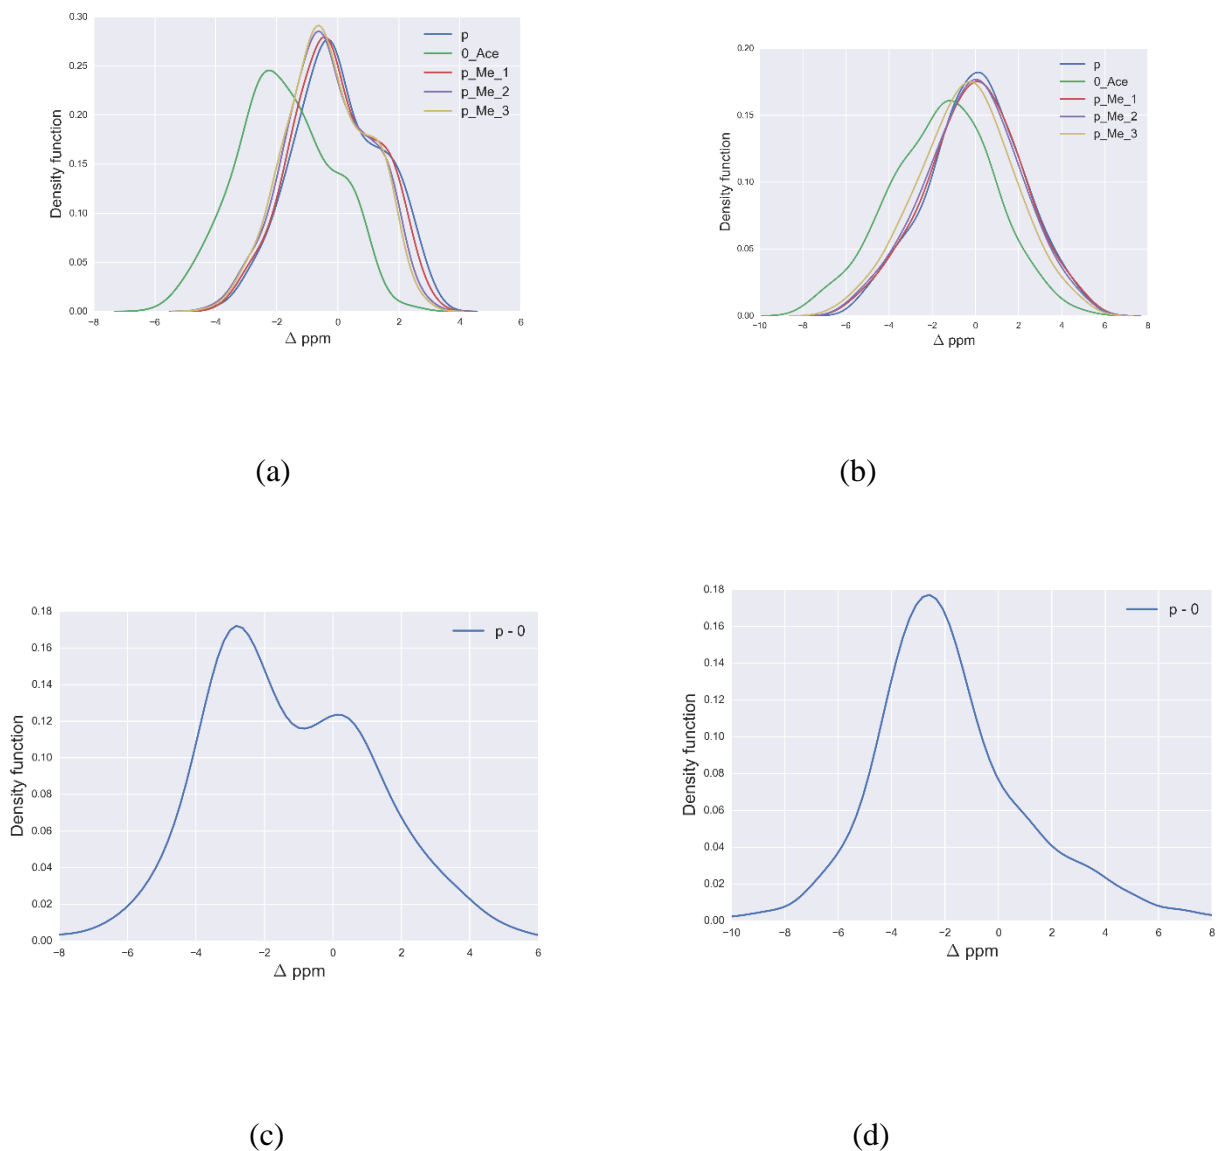 0.30
0.25
0.20
0.15
0.10
0.05
0.00
Density function
−8 −6 −4 −2 0 2 4 6
Δ ppm
p
0_Ace
p_Me_1
p_Me_2
p_Me_3
0.20
0.15
0.10
0.05
0.00
Density function
−10 −8 −6 −4 −2 0 2 4 6 8
Δ ppm
p
0_Ace
p_Me_1
p_Me_2
p_Me_3
(a)
(b)
0.18
0.16
0.14
0.12
0.10
0.08
0.06
0.04
0.02
0.00
Density function
−8 −6 −4 −2 0 2 4 6
Δ ppm
p - 0
0.18
0.16
0.14
0.12
0.10
0.08
0.06
0.04
0.02
0.00
Density function
−10 −8 −6 −4 −2 0 2 4 6 8
Δ ppm
p - 0
(c)
(d)